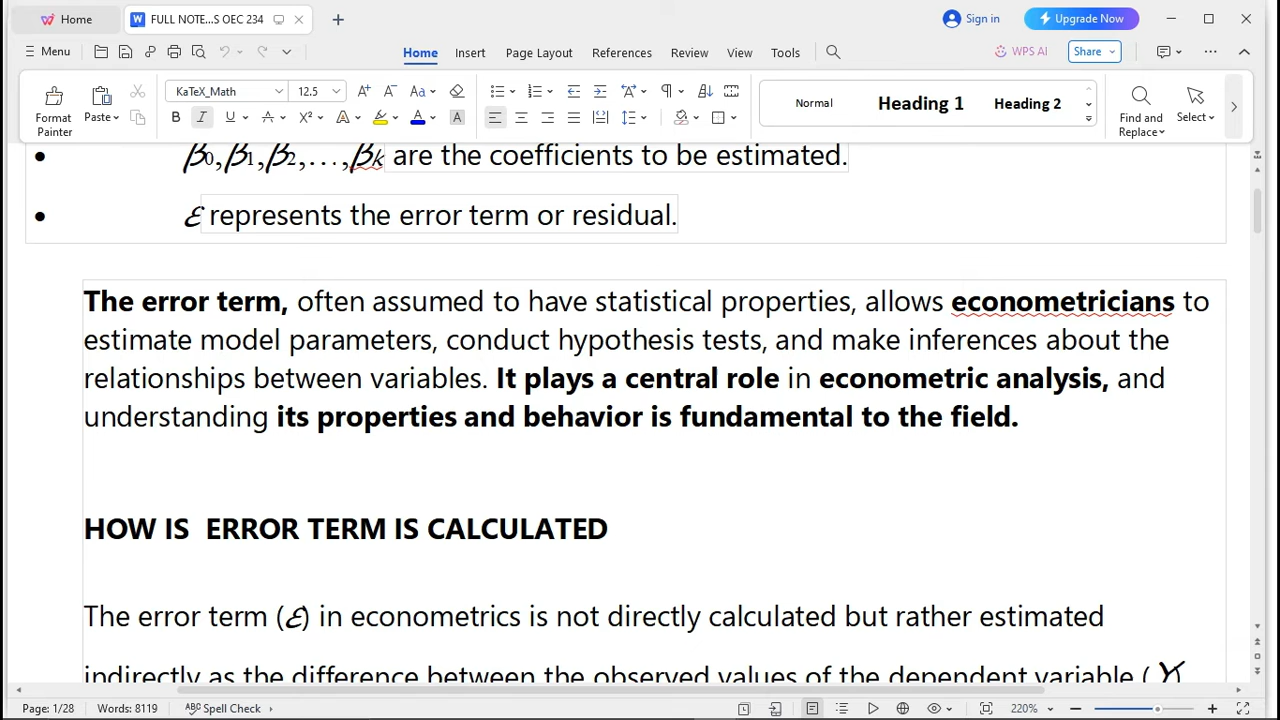 Home
FULL NOTE...S OEC 234
Sign in
Upgrade Now
Menu
Home Insert Page Layout References Review View Tools
WPS AI
Share
Format Painter
Paste
KaTeX_Math
12.5
Normal
Heading 1
Heading 2
Find and Replace
Select
• β0,β1,β2,…,βk are the coefficients to be estimated.
• ε represents the error term or residual.
The error term, often assumed to have statistical properties, allows econometricians to
estimate model parameters, conduct hypothesis tests, and make inferences about the
relationships between variables. It plays a central role in econometric analysis, and
understanding its properties and behavior is fundamental to the field.
HOW IS ERROR TERM IS CALCULATED
The error term (ε) in econometrics is not directly calculated but rather estimated
indirectly as the difference between the observed values of the dependent variable (Y)
Page: 1/28 Words: 8119 Spell Check
220%